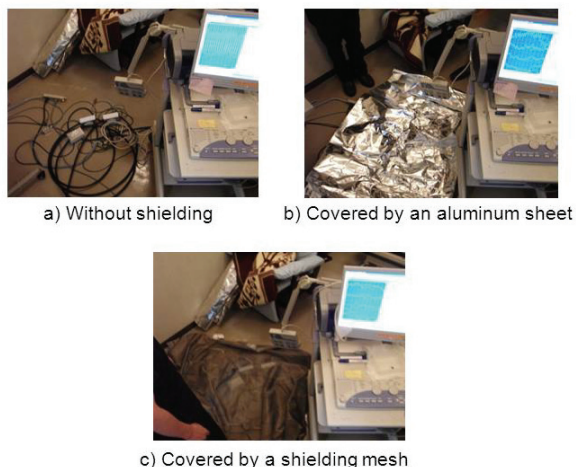 a) Without shielding
b) Covered by an aluminum sheet
c) Covered by a shielding mesh